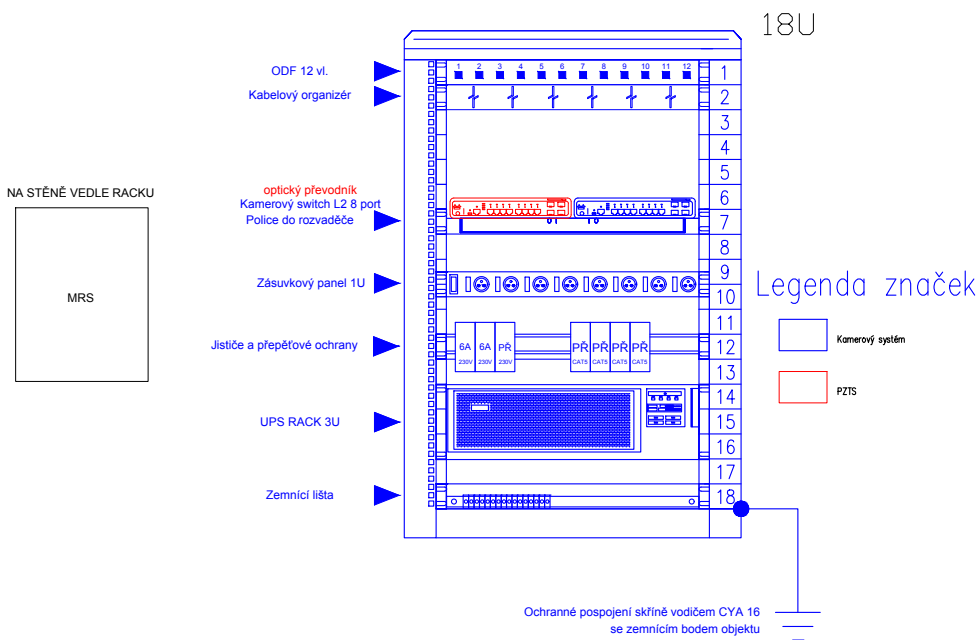 18U
ODF 12 vl.
1 2 3 4 5 6 7 8 9 10 11 12
1
Kabelový organizér
2
3
4
5
NA STĚNĚ VEDLE RACKU
MRS
optický převodník
Kamerový switch L2 8 port
Police do rozvaděče
6
7
8
Zásuvkový panel 1U
9
10
Legenda značek
Kamerový systém
PZTS
11
Jističe a přepěťové ochrany
6A 6A PŘ PŘ PŘ PŘ PŘ
230V 230V 230V CAT5 CAT5 CAT5 CAT5
12
13
14
UPS RACK 3U
15
16
17
Zemnící lišta
18
Ochranné pospojení skříně vodičem CYA 16
se zemnícím bodem objektu